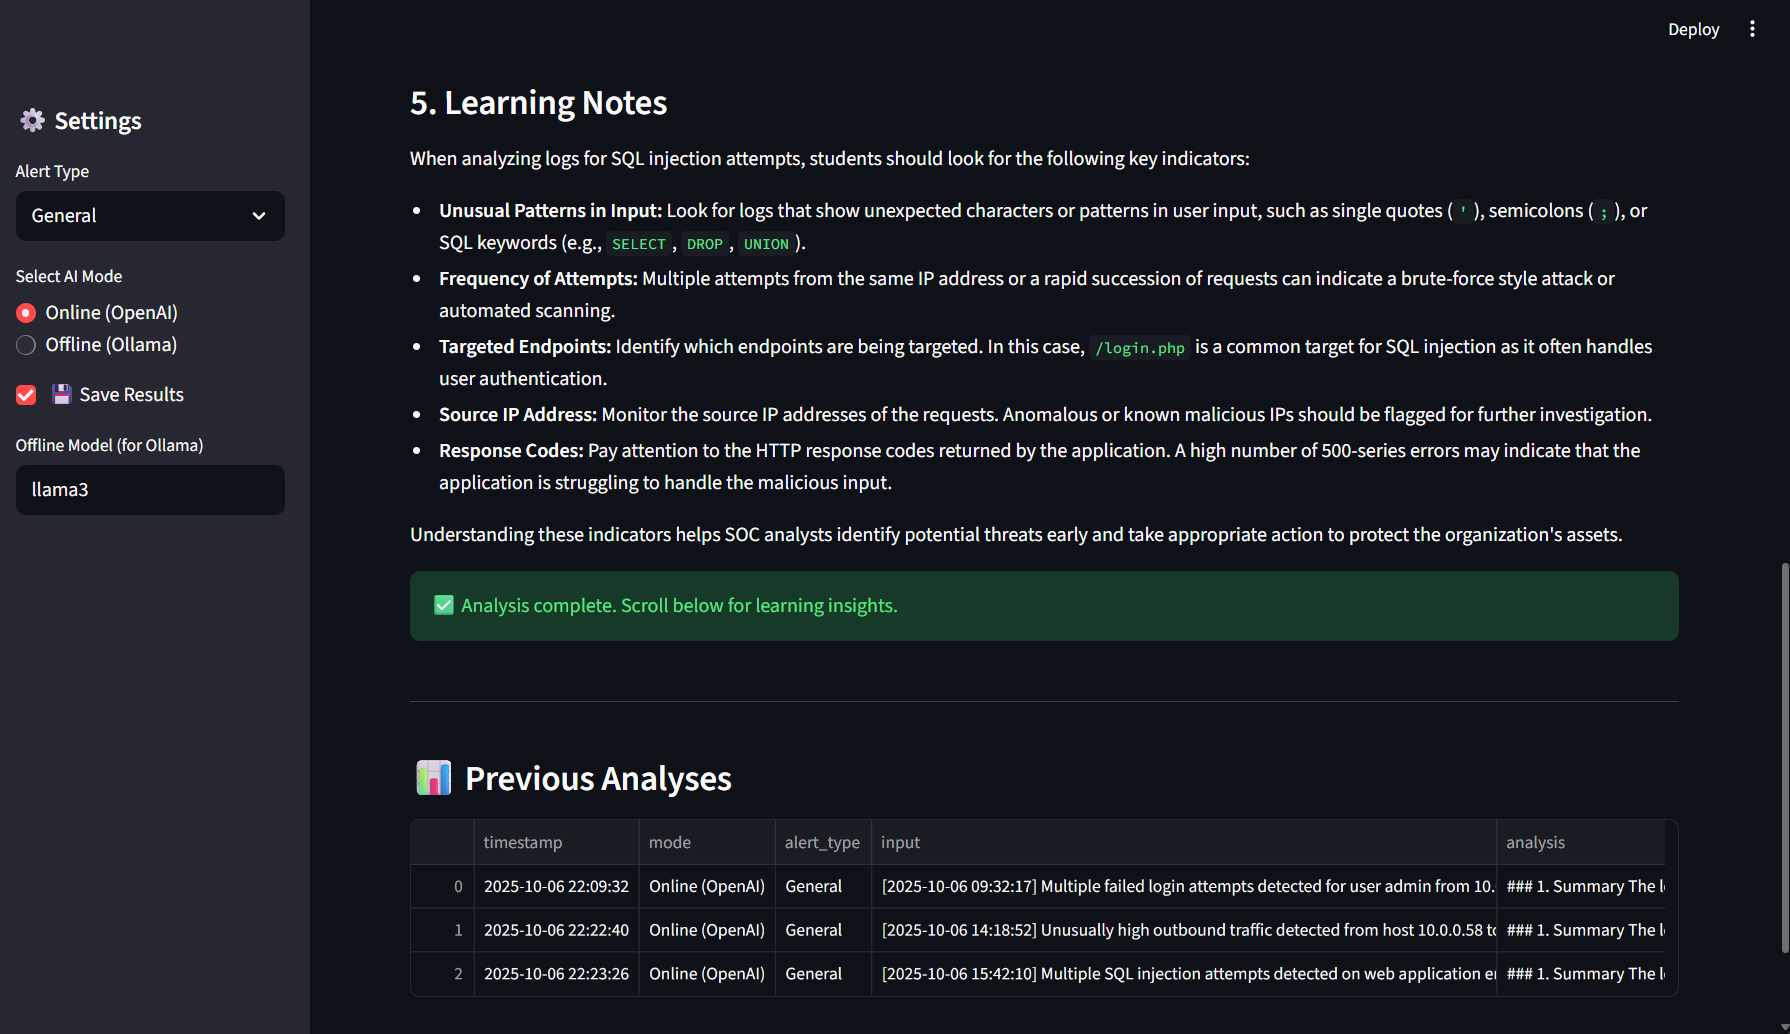 Deploy
Settings
Alert Type
General
Select AI Mode
Online (OpenAI)
Offline (Ollama)
Save Results
Offline Model (for Ollama)
llama3
5. Learning Notes
When analyzing logs for SQL injection attempts, students should look for the following key indicators:
Unusual Patterns in Input: Look for logs that show unexpected characters or patterns in user input, such as single quotes ( ' ), semicolons ( ; ), or
SQL keywords (e.g., SELECT , DROP , UNION ).
Frequency of Attempts: Multiple attempts from the same IP address or a rapid succession of requests can indicate a brute-force style attack or
automated scanning.
Targeted Endpoints: Identify which endpoints are being targeted. In this case, /login.php is a common target for SQL injection as it often handles
user authentication.
Source IP Address: Monitor the source IP addresses of the requests. Anomalous or known malicious IPs should be flagged for further investigation.
Response Codes: Pay attention to the HTTP response codes returned by the application. A high number of 500-series errors may indicate that the
application is struggling to handle the malicious input.
Understanding these indicators helps SOC analysts identify potential threats early and take appropriate action to protect the organization's assets.
Analysis complete. Scroll below for learning insights.
Previous Analyses
timestamp mode alert_type input analysis
0 2025-10-06 22:09:32 Online (OpenAI) General [2025-10-06 09:32:17] Multiple failed login attempts detected for user admin from 10. ### 1. Summary The l
1 2025-10-06 22:22:40 Online (OpenAI) General [2025-10-06 14:18:52] Unusually high outbound traffic detected from host 10.0.0.58 to ### 1. Summary The l
2 2025-10-06 22:23:26 Online (OpenAI) General [2025-10-06 15:42:10] Multiple SQL injection attempts detected on web application ### 1. Summary The l